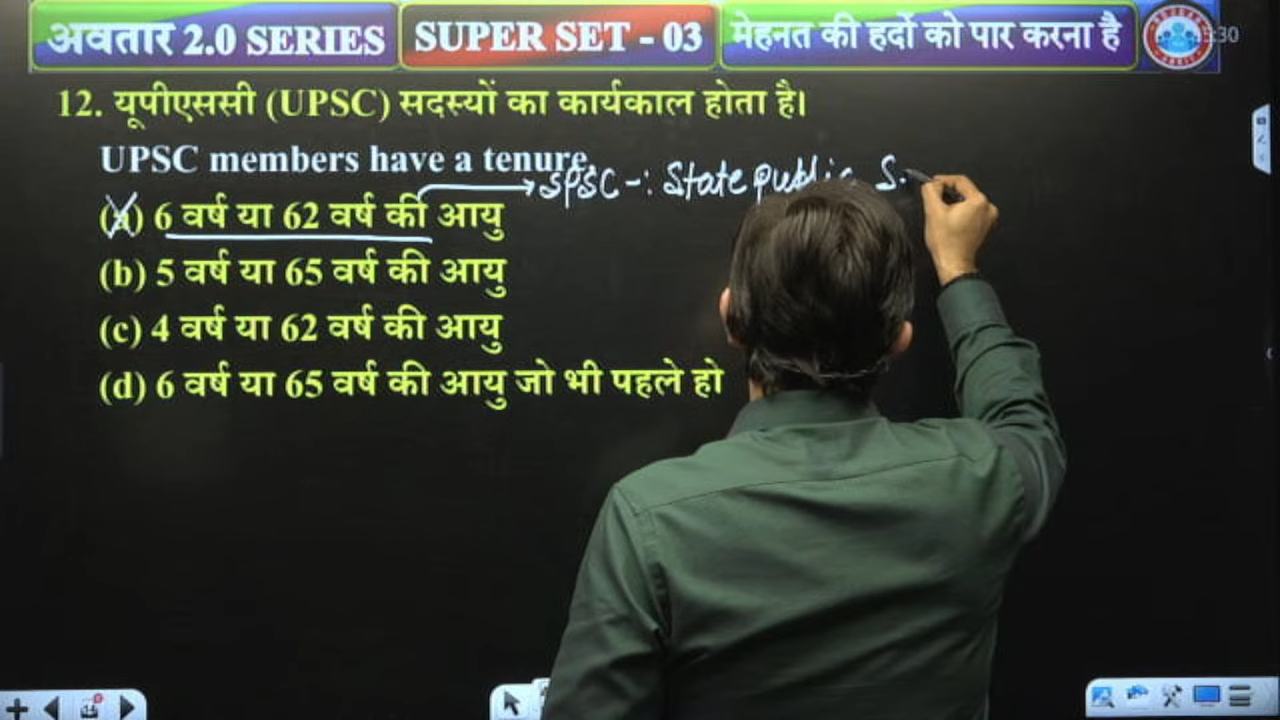 अवतार 2.0 SERIES
SUPER SET - 03
मेहनत की हदों को पार करना है
5:30
12. यूपीएससी (UPSC) सदस्यों का कार्यकाल होता है।
UPSC members have a tenure.
SPSC -: State public S.
(a) 6 वर्ष या 62 वर्ष की आयु
(b) 5 वर्ष या 65 वर्ष की आयु
(c) 4 वर्ष या 62 वर्ष की आयु
(d) 6 वर्ष या 65 वर्ष की आयु जो भी पहले हो